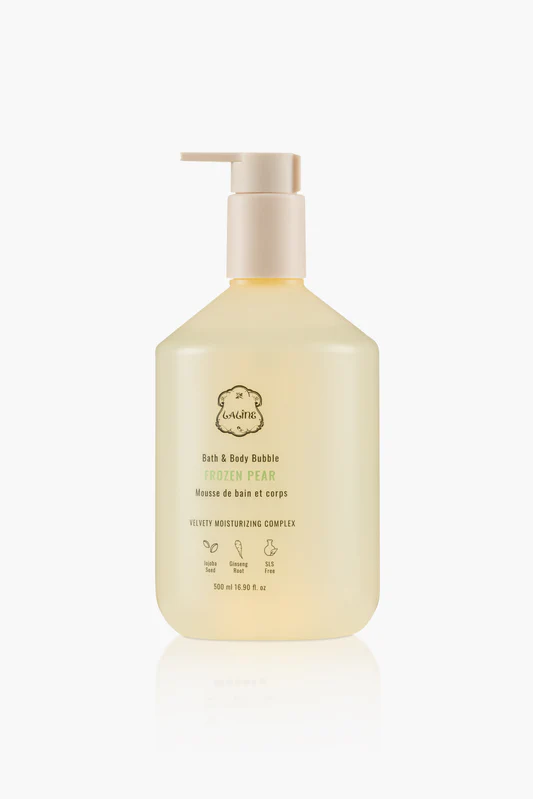 LALINE
Bath & Body Bubble
FROZEN PEAR
Mousse de bain et corps
VELVETY MOISTURIZING COMPLEX
Jojoba Ginseng SLS
Seed Root Free
500 ml 16.90 fl. oz